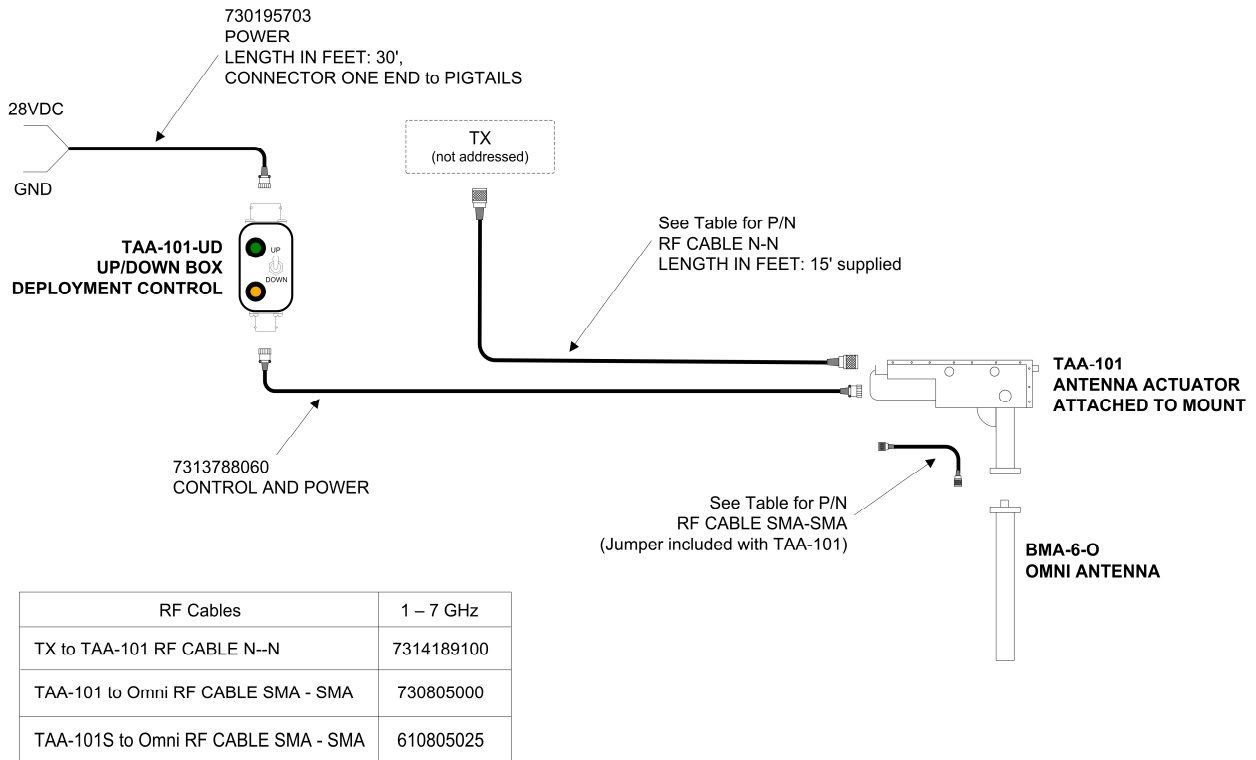 730195703
POWER
LENGTH IN FEET: 30',
CONNECTOR ONE END to PIGTAILS
28VDC
GND
TX
(not addressed)
TAA-101-UD
UP/DOWN BOX
DEPLOYMENT CONTROL
UP
DOWN
See Table for P/N
RF CABLE N-N
LENGTH IN FEET: 15' supplied
TAA-101
ANTENNA ACTUATOR
ATTACHED TO MOUNT
7313788060
CONTROL AND POWER
See Table for P/N
RF CABLE SMA-SMA
(Jumper included with TAA-101)
BMA-6-O
OMNI ANTENNA
RF Cables 1 – 7 GHz
TX to TAA-101 RF CABLE N--N 7314189100
TAA-101 to Omni RF CABLE SMA - SMA 730805000
TAA-101S to Omni RF CABLE SMA - SMA 610805025